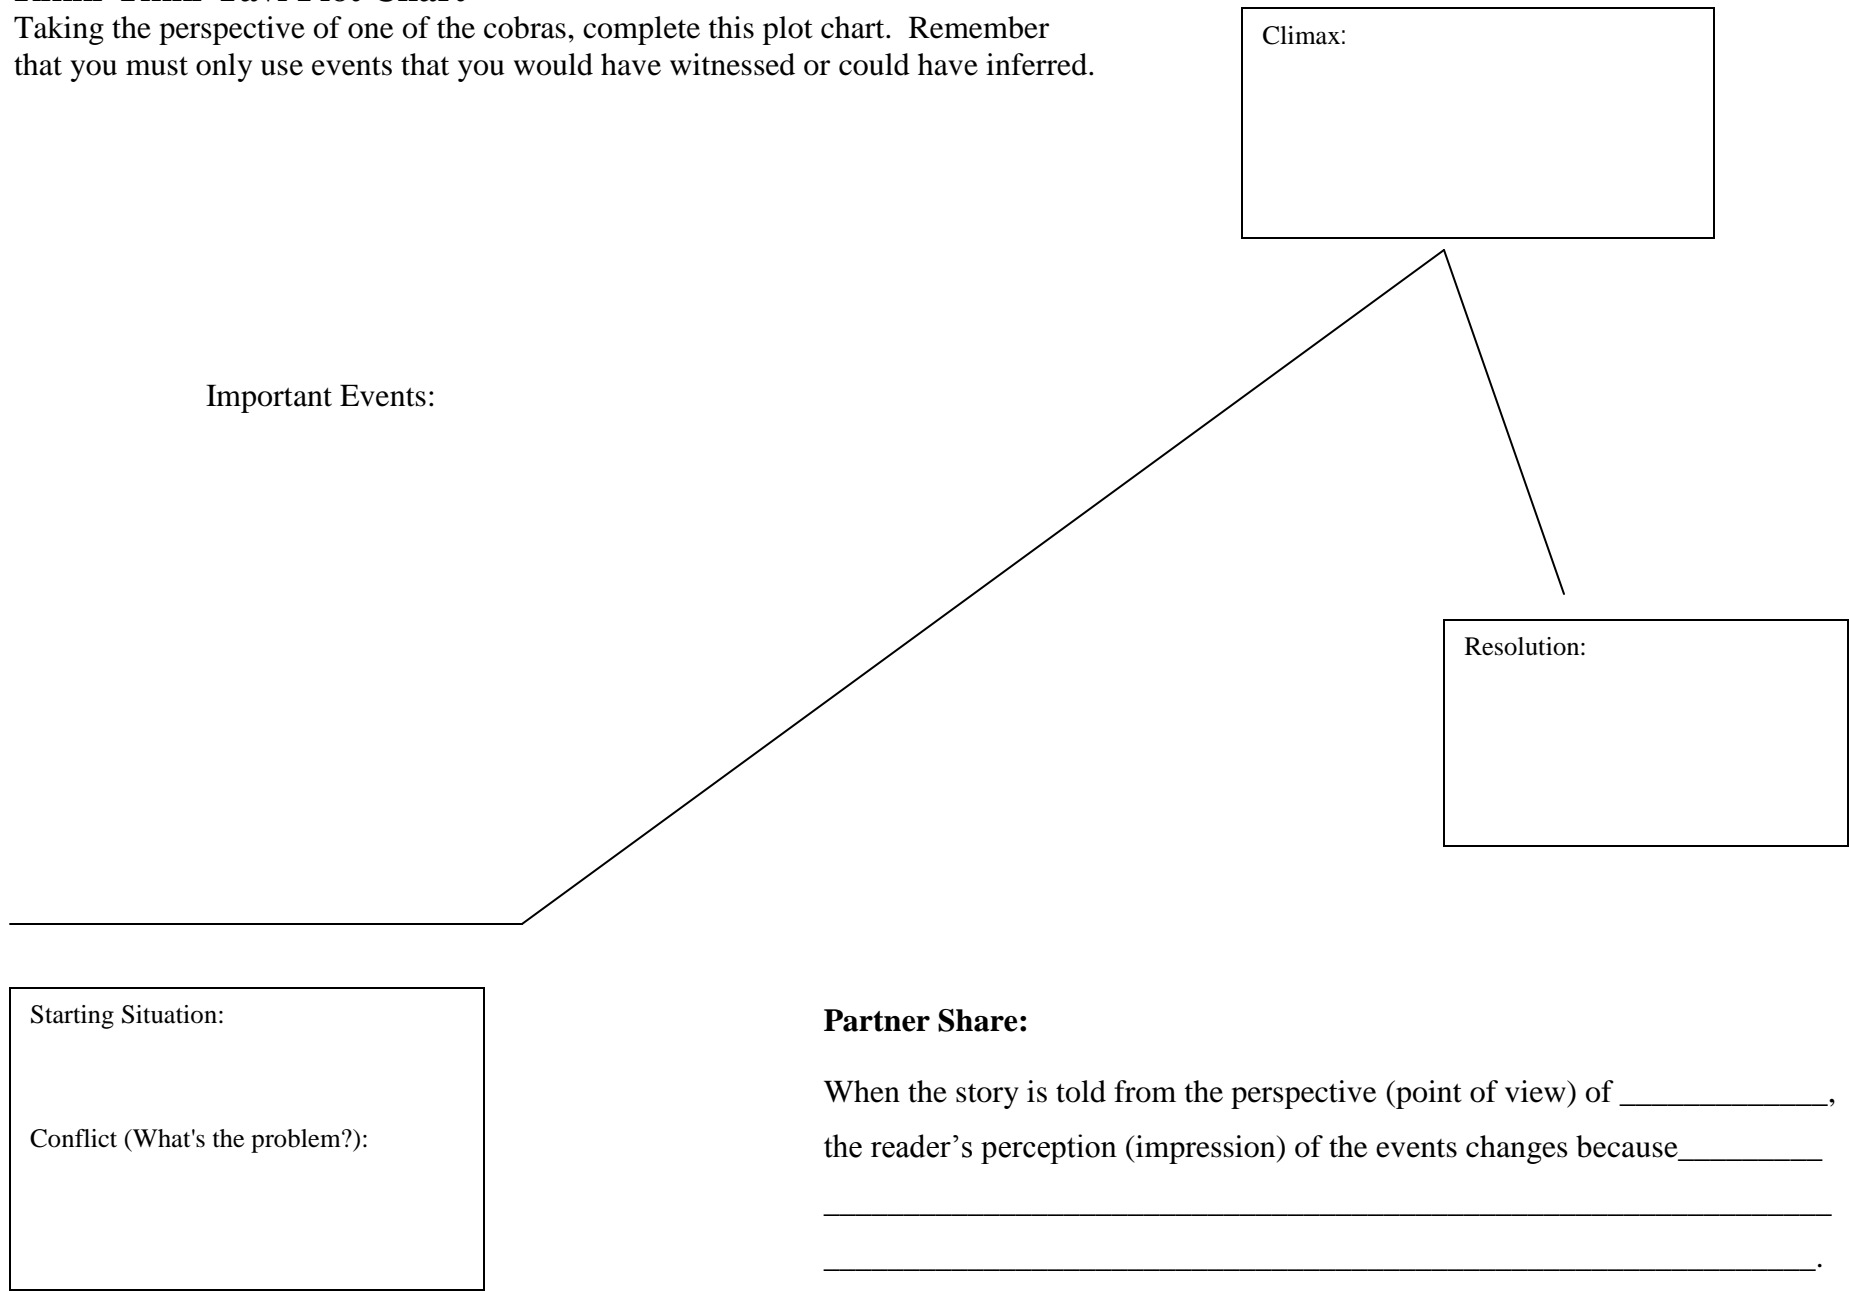 Taking the perspective of one of the cobras, complete this plot chart.  Remember
that you must only use events that you would have witnessed or could have inferred.
Climax:
Important Events:
Resolution:
Starting Situation:
Conflict (What's the problem?):
Partner Share:
When the story is told from the perspective (point of view) of _____________,
the reader’s perception (impression) of the events changes because_________
_______________________________________________________________
______________________________________________________________.